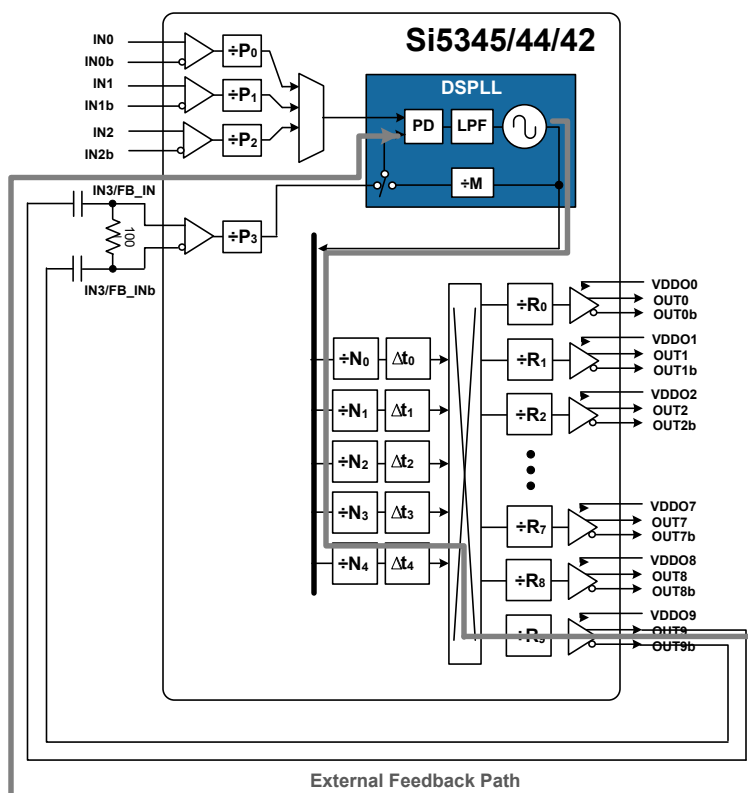 Si5345/44/42
IN0
IN0b
÷P0
IN1
IN1b
÷P1
IN2
IN2b
÷P2
DSPLL
PD
LPF
÷M
IN3/FB_IN
100
÷P3
IN3/FB_INb
÷N0
Δt0
÷N1
Δt1
÷N2
Δt2
÷N3
Δt3
÷N4
Δt4
÷R0
VDDO0
OUT0
OUT0b
÷R1
VDDO1
OUT1
OUT1b
÷R2
VDDO2
OUT2
OUT2b
÷R7
VDDO7
OUT7
OUT7b
÷R8
VDDO8
OUT8
OUT8b
÷R9
VDDO9
OUT9
OUT9b
External Feedback Path